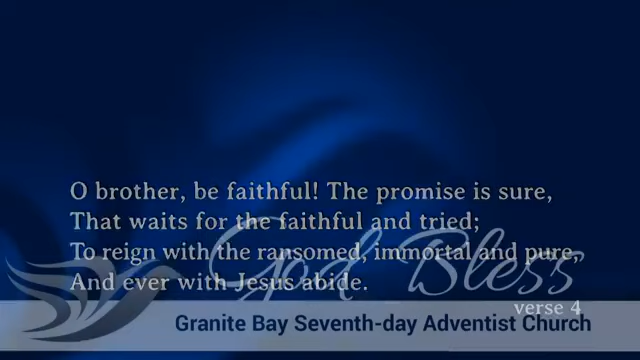 O brother, be faithful! The promise is sure,
That waits for the faithful and tried;
To reign with the ransomed, immortal and pure,
And ever with Jesus abide.
God Bless
verse 4
Granite Bay Seventh-day Adventist Church